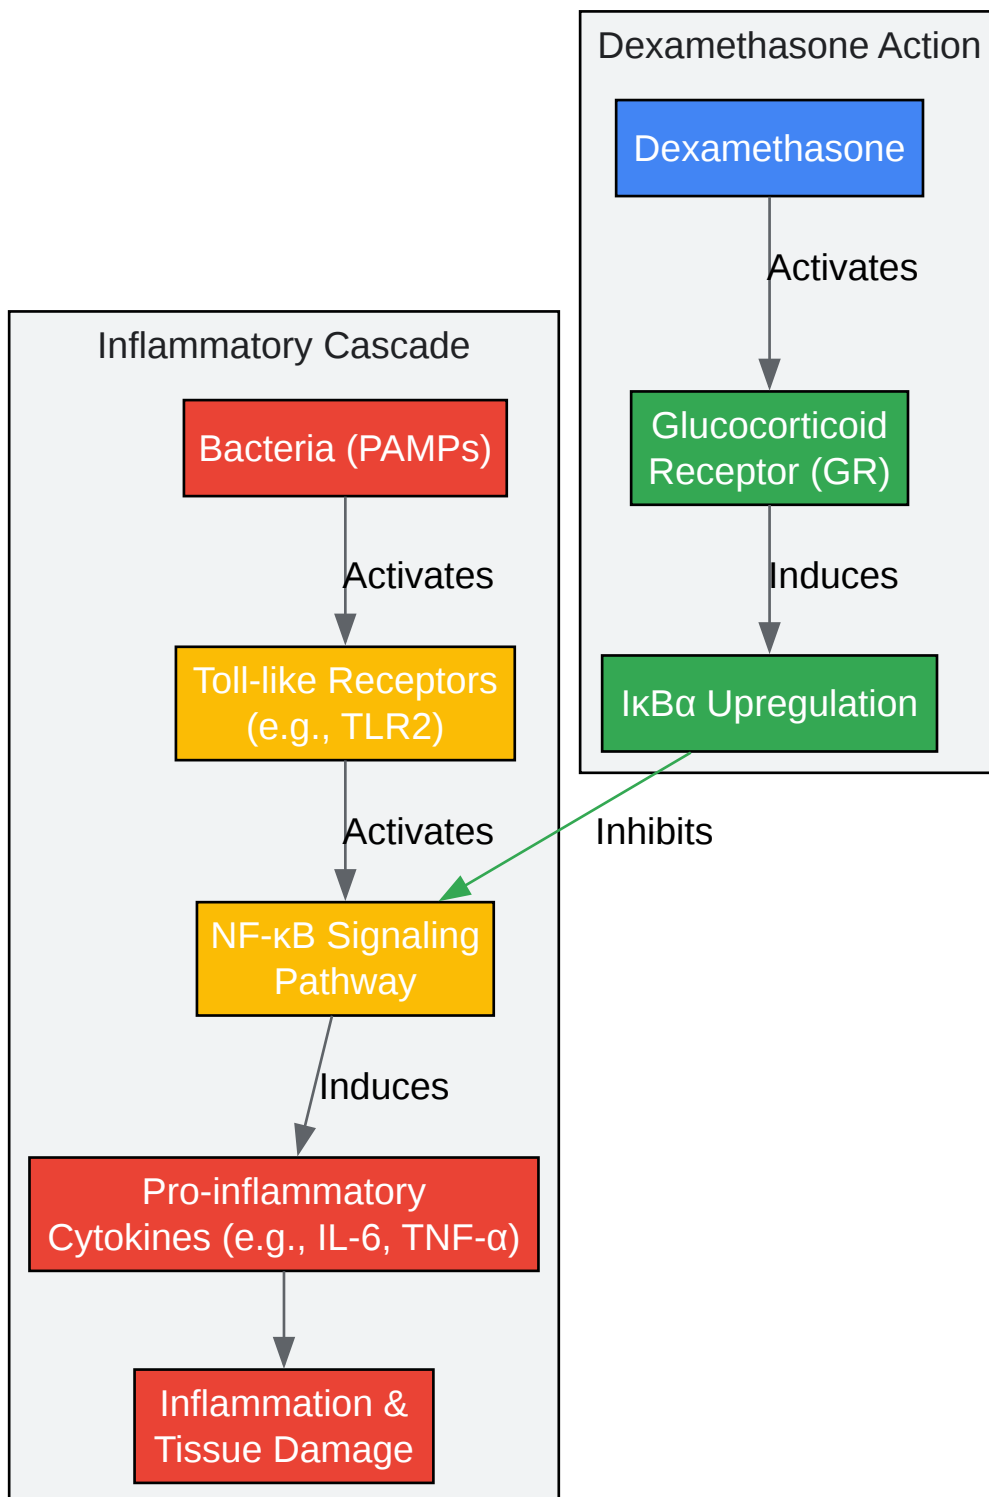 Dexamethasone Action
Dexamethasone
Activates
Glucocorticoid
Receptor (GR)
Induces
IκBα Upregulation
Inhibits
Inflammatory Cascade
Bacteria (PAMPs)
Activates
Toll-like Receptors
(e.g., TLR2)
Activates
NF-κB Signaling
Pathway
Induces
Pro-inflammatory
Cytokines (e.g., IL-6, TNF-α)
Inflammation &
Tissue Damage